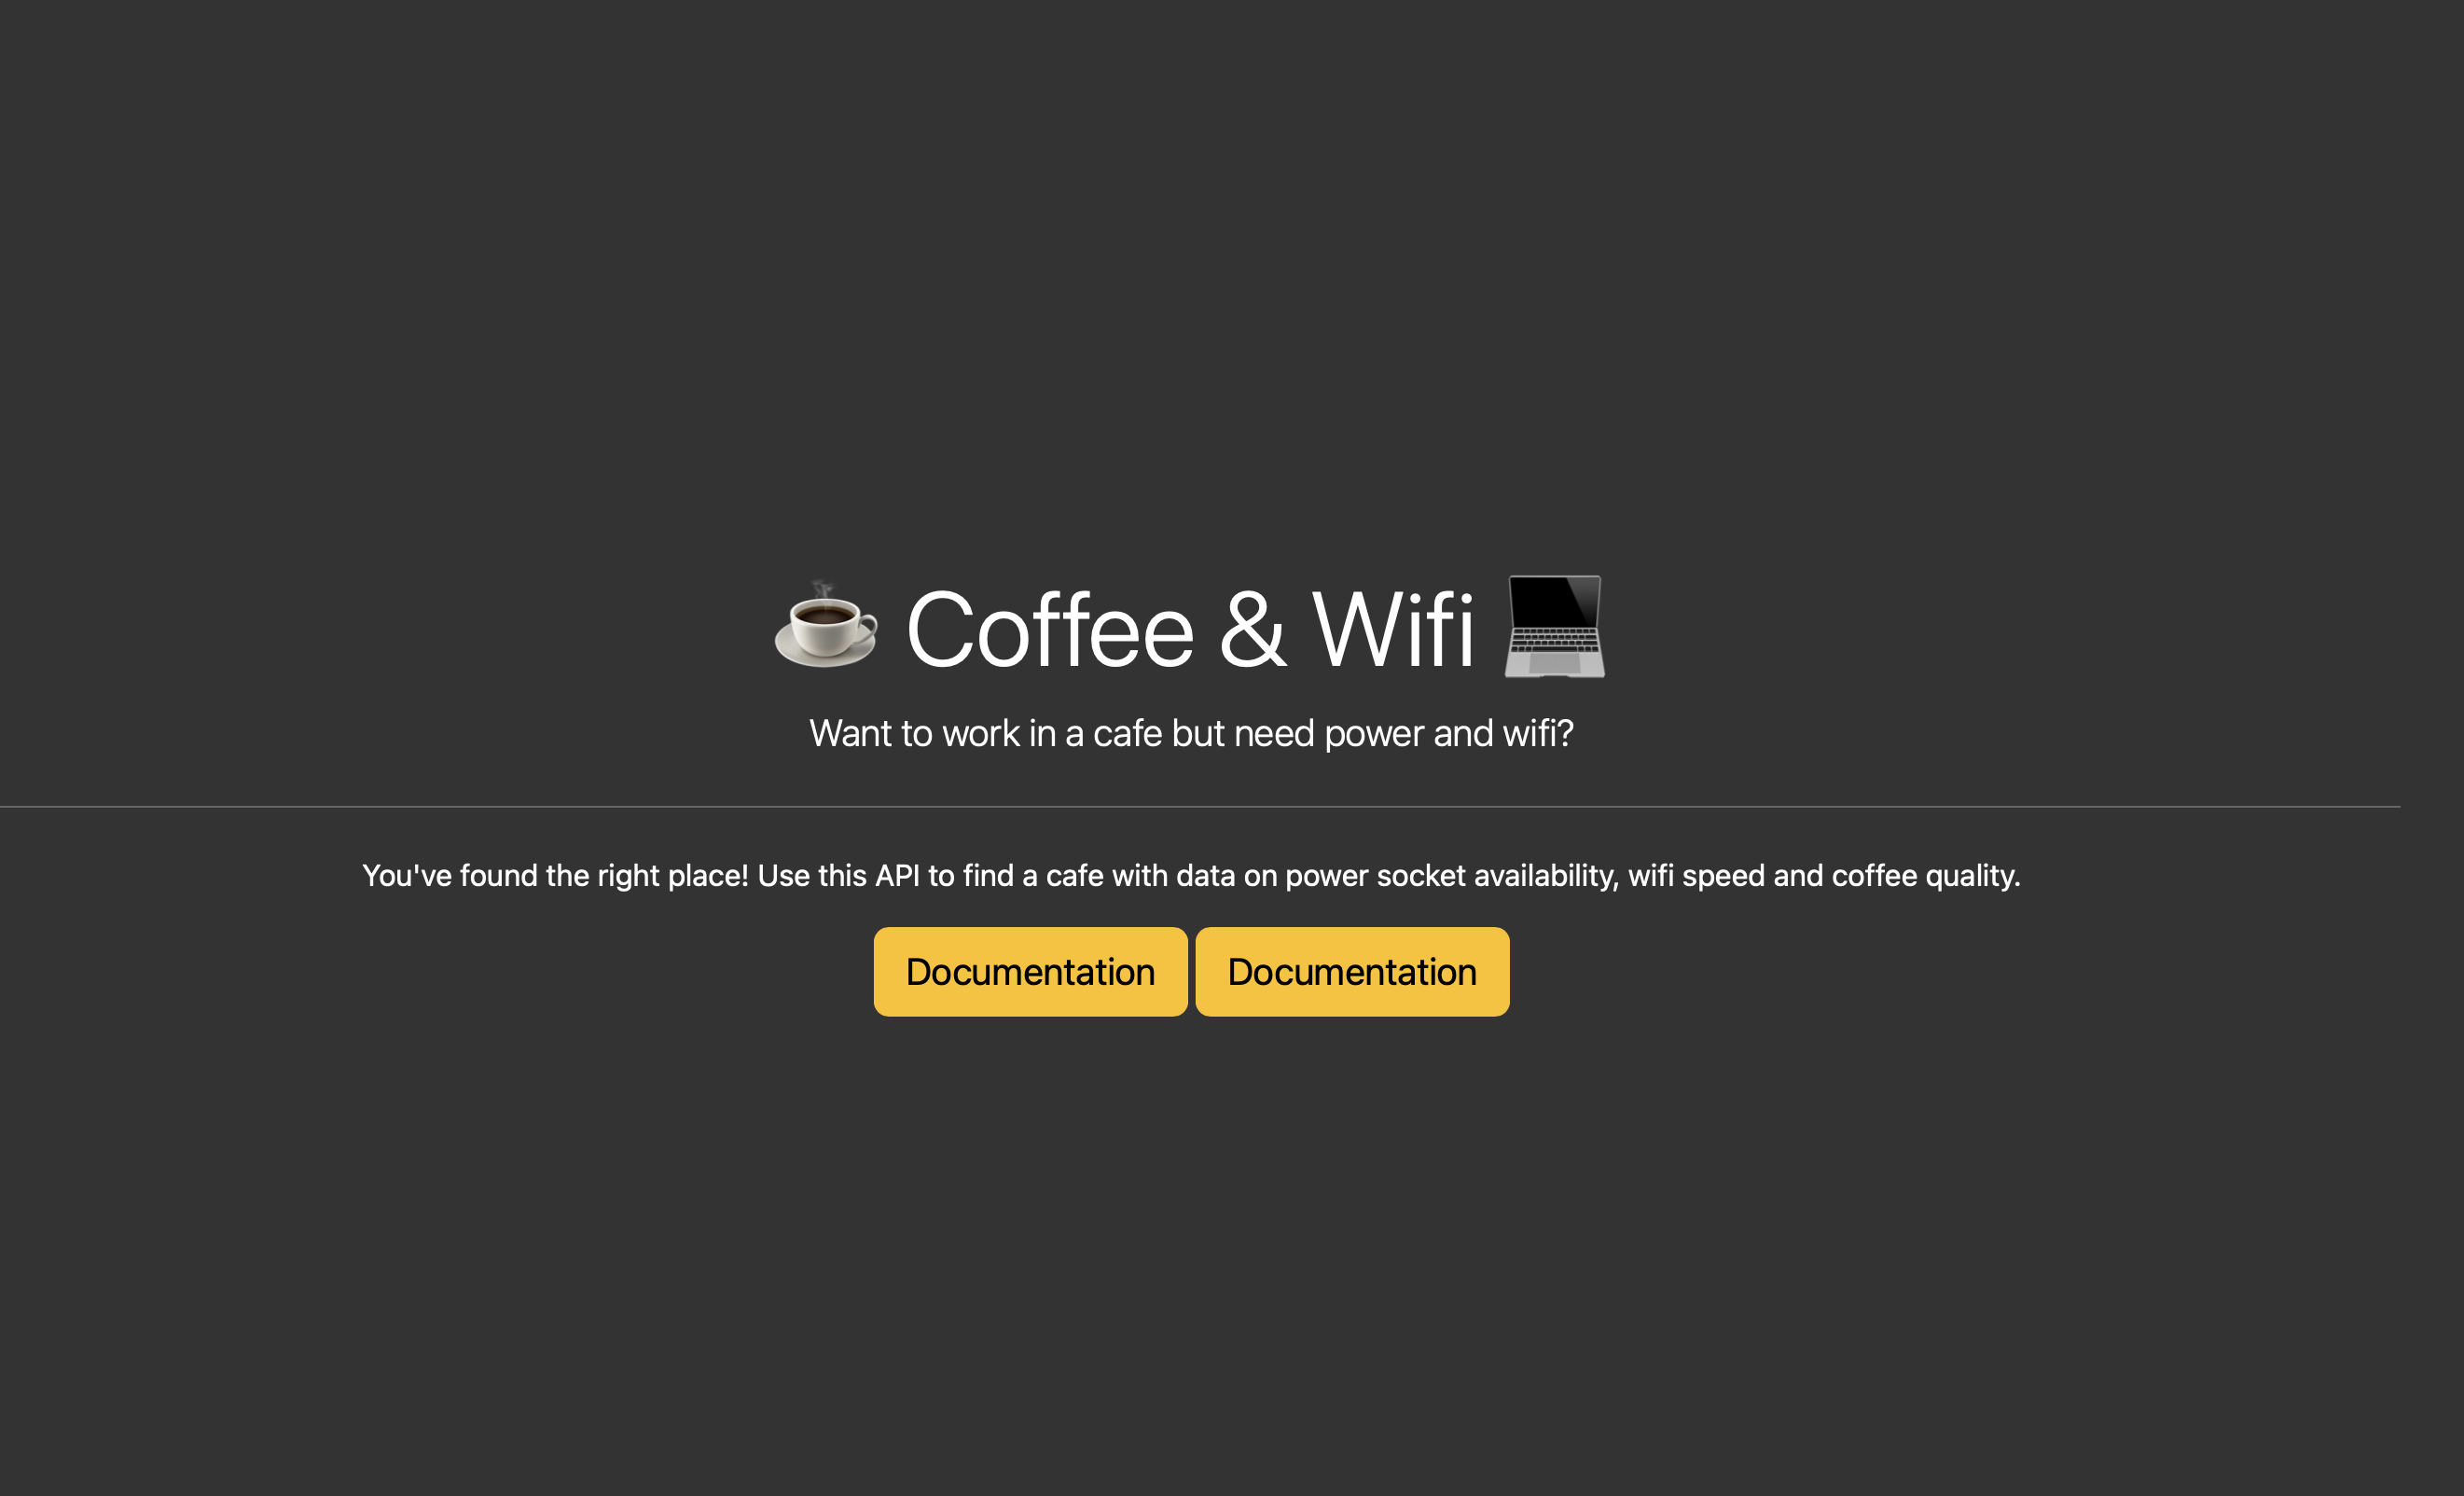 Coffee & Wifi
Want to work in a cafe but need power and wifi?
You've found the right place! Use this API to find a cafe with data on power socket availability, wifi speed and coffee quality.
Documentation Documentation